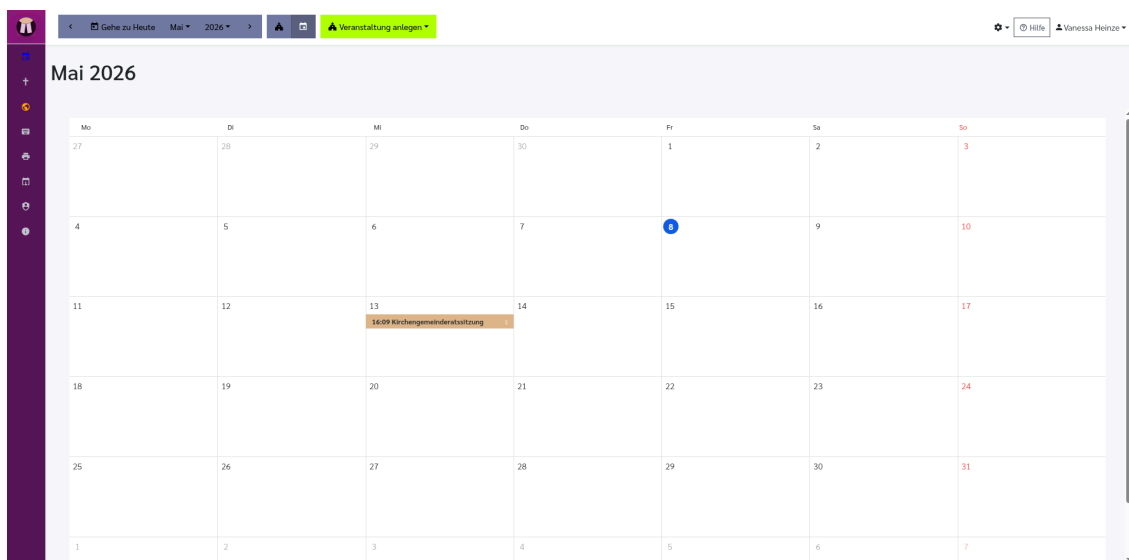 Gehe zu Heute Mai 2026 Veranstaltung anlegen Hilfe Vanessa Heinze
Mai 2026
Mo Di Mi Do Fr Sa So
27 28 29 30 1 2 3
4 5 6 7 8 9 10
11 12 13 14 15 16 17
16:09 Kirchengemeinderatssitzung
18 19 20 21 22 23 24
25 26 27 28 29 30 31
1 2 3 4 5 6 7